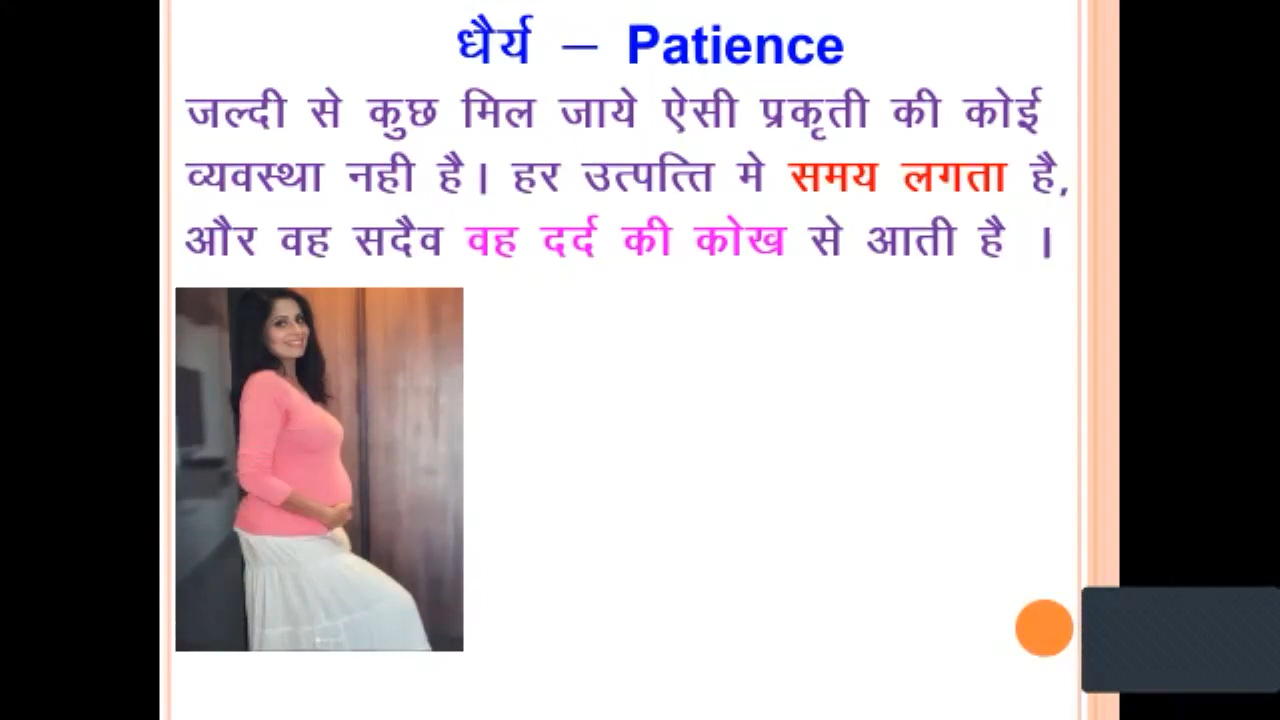 धैर्य – Patience
जल्दी से कुछ मिल जाये ऐसी प्रकृती की कोई
व्यवस्था नही है। हर उत्पत्ति मे समय लगता है,
और वह सदैव वह दर्द की कोख से आती है ।